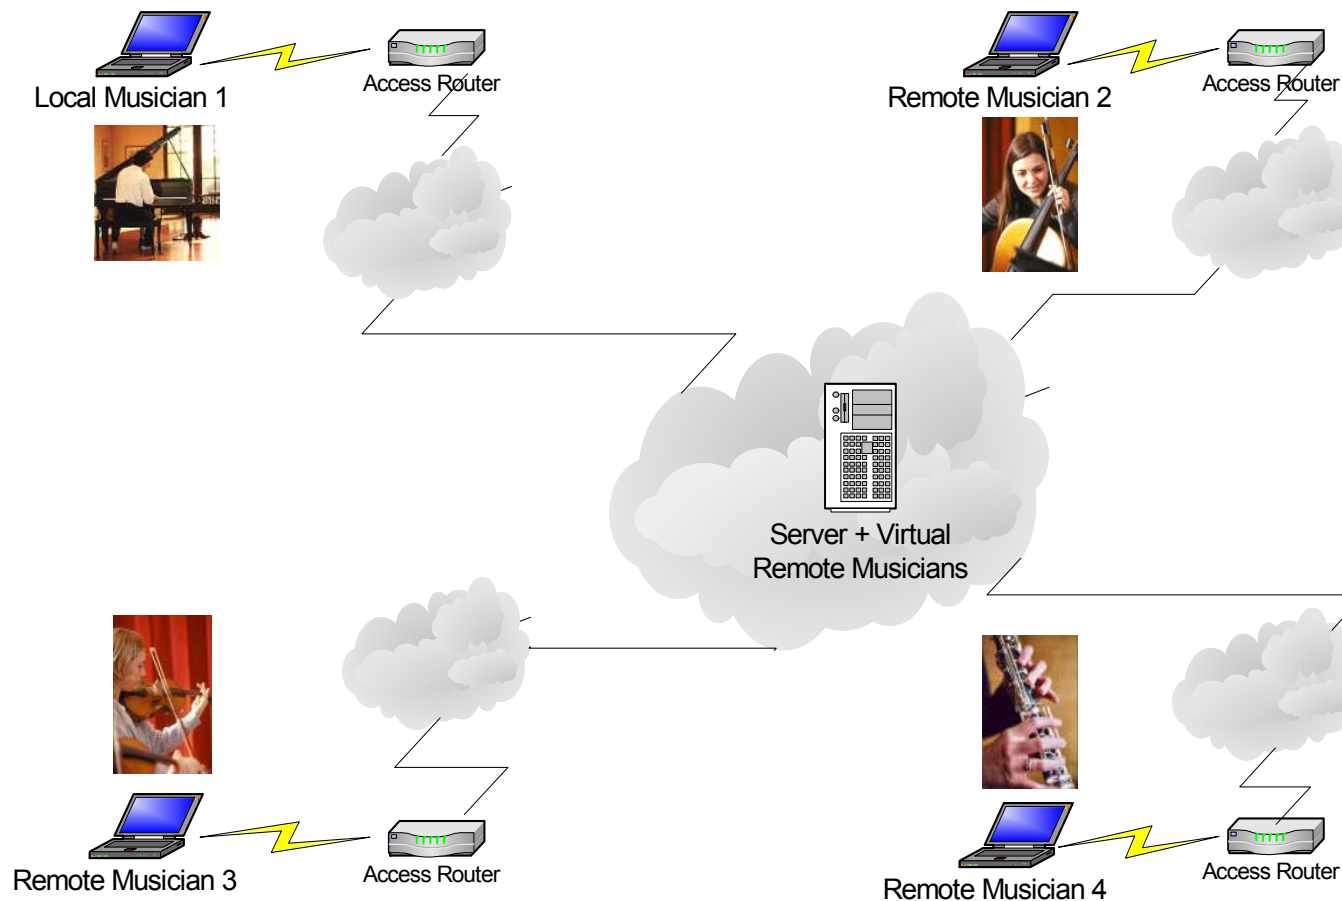 Local Musician 1
Access Router
Remote Musician 2
Access Router
Server + Virtual
Remote Musicians
Remote Musician 3
Access Router
Remote Musician 4
Access Router